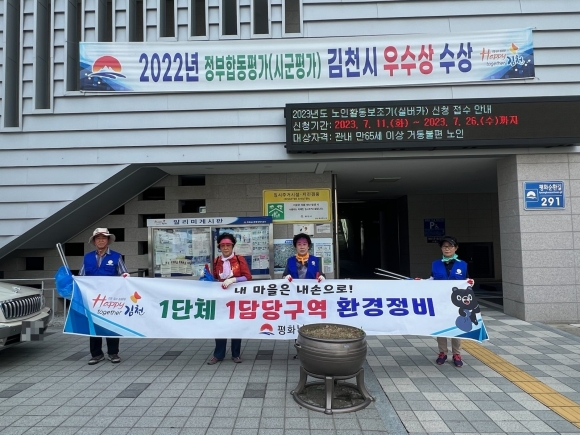 2022년 정부합동평가(시군평가) 김천시 우수상 수상
Happy together 김천
2023년도 노인활동보조기(실버카) 신청 접수 안내
신청기간: 2023. 7. 11.(화) ~ 2023. 7. 26.(수)까지
대상자격: 관내 만65세 이상 거동불편 노인
평화순환길
291
알리미게시판
내 마을은 내손으로!
Happy together 김천
1단체 1담당구역 환경정비
평화